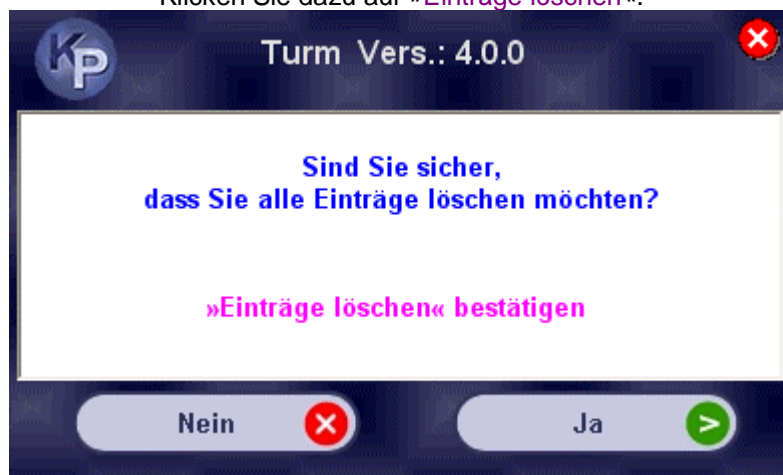 Klicken Sie dazu auf »Einträge löschen«.
KP
Turm Vers.: 4.0.0
Sind Sie sicher,
dass Sie alle Einträge löschen möchten?
»Einträge löschen« bestätigen
Nein
Ja